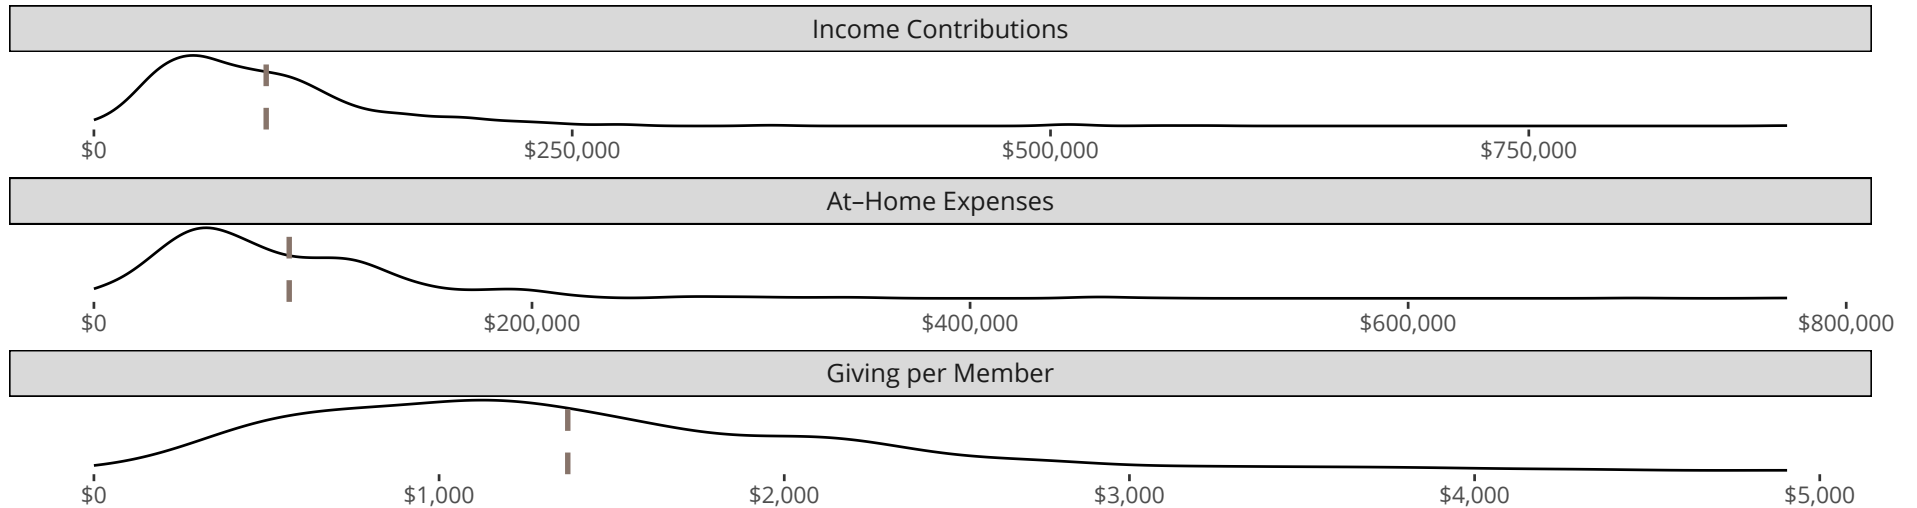 Income Contributions
$0 $250,000 $500,000 $750,000
At–Home Expenses
$0 $200,000 $400,000 $600,000 $800,000
Giving per Member
$0 $1,000 $2,000 $3,000 $4,000 $5,000